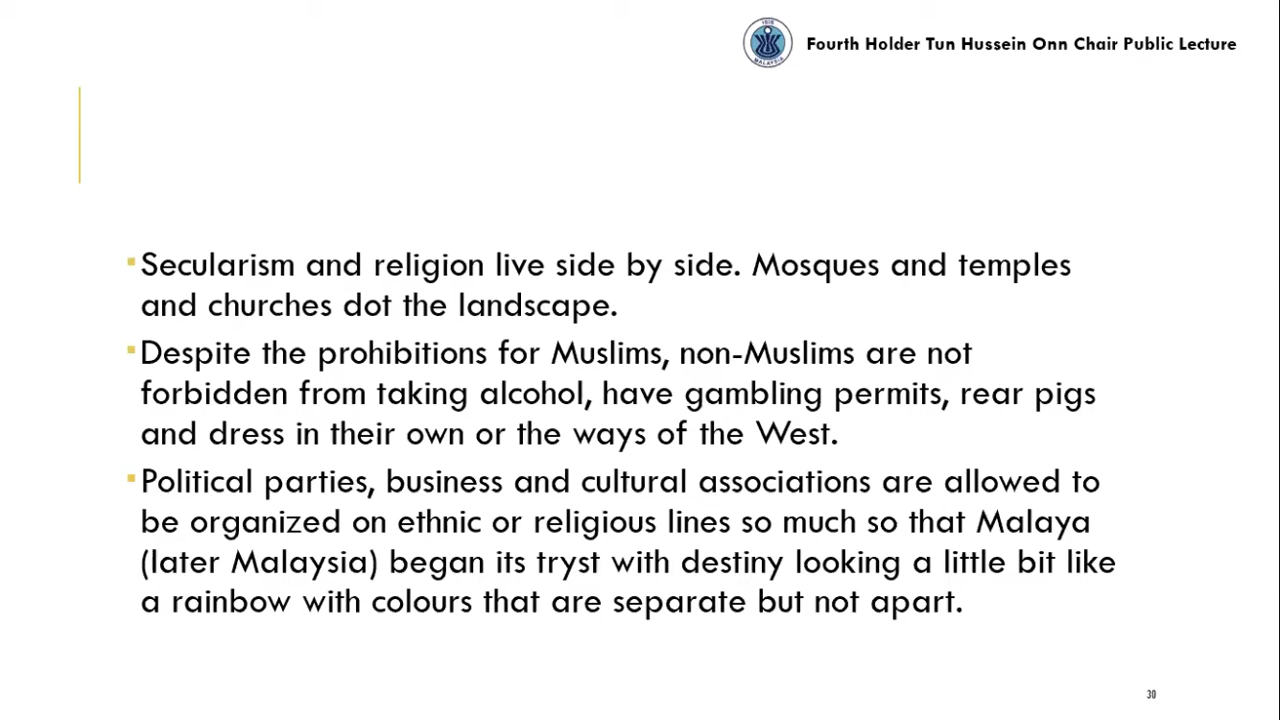 ISIS
MALAYSIA
Fourth Holder Tun Hussein Onn Chair Public Lecture
▪Secularism and religion live side by side. Mosques and temples
and churches dot the landscape.
▪Despite the prohibitions for Muslims, non-Muslims are not
forbidden from taking alcohol, have gambling permits, rear pigs
and dress in their own or the ways of the West.
▪Political parties, business and cultural associations are allowed to
be organized on ethnic or religious lines so much so that Malaya
(later Malaysia) began its tryst with destiny looking a little bit like
a rainbow with colours that are separate but not apart.
30